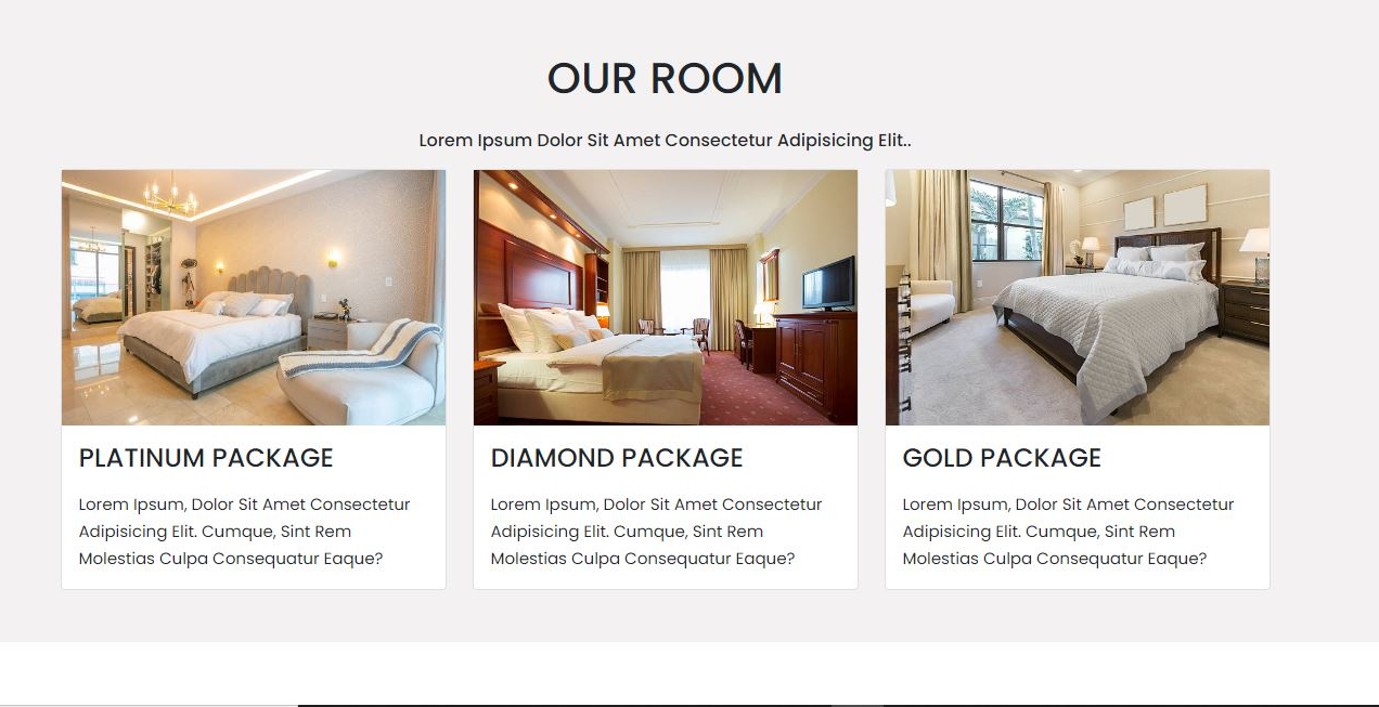 OUR ROOM
Lorem Ipsum Dolor Sit Amet Consectetur Adipisicing Elit..
PLATINUM PACKAGE
Lorem Ipsum, Dolor Sit Amet Consectetur
Adipisicing Elit. Cumque, Sint Rem
Molestias Culpa Consequatur Eaque?
DIAMOND PACKAGE
Lorem Ipsum, Dolor Sit Amet Consectetur
Adipisicing Elit. Cumque, Sint Rem
Molestias Culpa Consequatur Eaque?
GOLD PACKAGE
Lorem Ipsum, Dolor Sit Amet Consectetur
Adipisicing Elit. Cumque, Sint Rem
Molestias Culpa Consequatur Eaque?